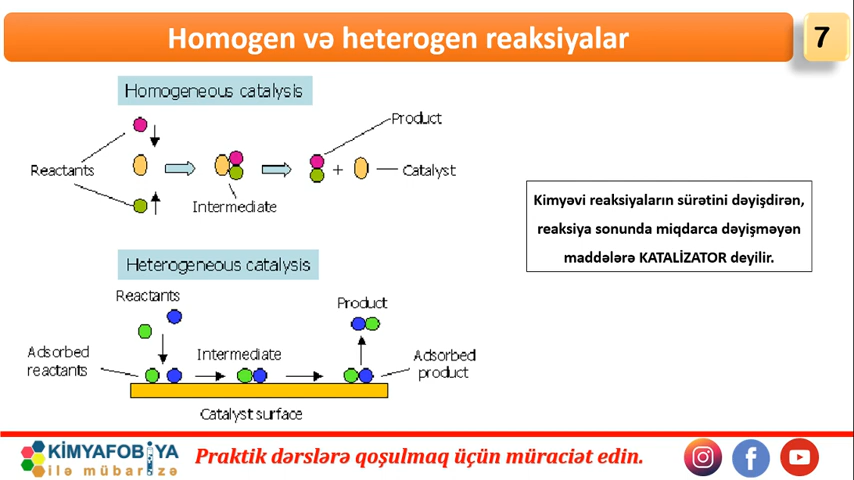 Homogen və heterogen reaksiyalar
7
Homogeneous catalysis
Product
Reactants
Catalyst
+
Intermediate
Kimyəvi reaksiyaların sürətini dəyişdirən,
reaksiya sonunda miqdarca dəyişməyən
maddələrə KATALİZATOR deyilir.
Heterogeneous catalysis
Reactants
Product
Adsorbed
reactants
Intermediate
Adsorbed
product
Catalyst surface
KİMYAFOBİYA
ilə mübarizə
Praktik dərslərə qoşulmaq üçün müraciət edin.